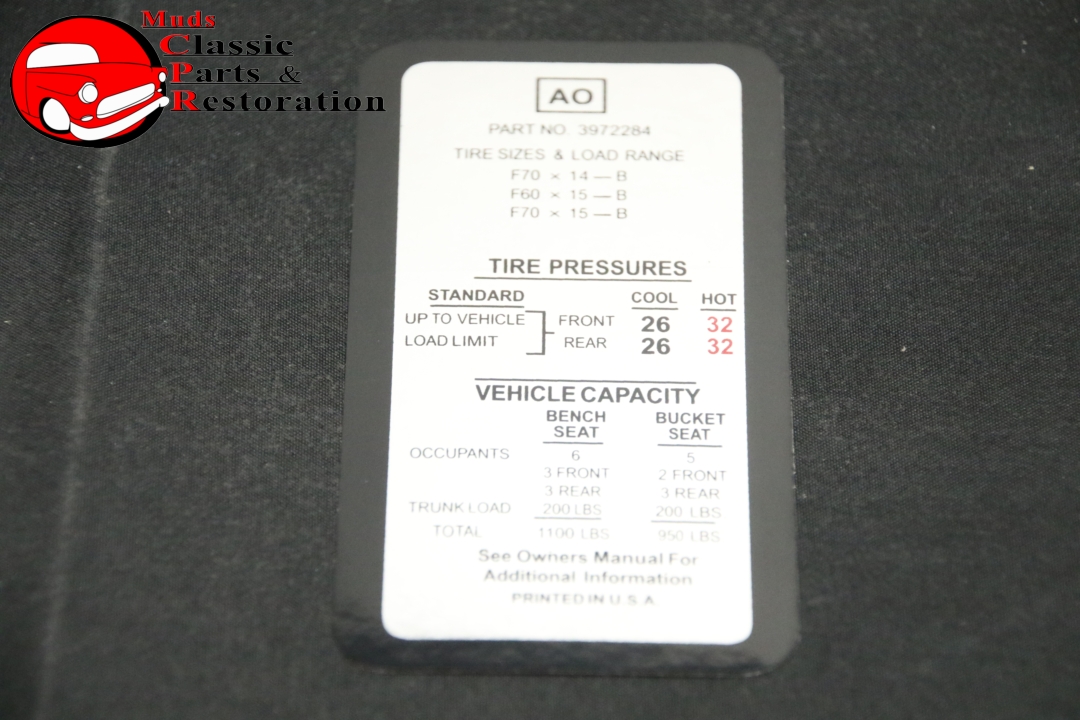 Muds
Classic
Parts &
Restoration
AO
PART NO. 3972284
TIRE SIZES & LOAD RANGE
F70 × 14 — B
F60 × 15 — B
F70 × 15 — B
TIRE PRESSURES
STANDARD COOL HOT
UP TO VEHICLE FRONT 26 32
LOAD LIMIT REAR 26 32
VEHICLE CAPACITY
BENCH SEAT BUCKET SEAT
OCCUPANTS 6 5
3 FRONT 2 FRONT
3 REAR 3 REAR
TRUNK LOAD 200 LBS 200 LBS
TOTAL 1100 LBS 950 LBS
See Owners Manual For
Additional Information
PRINTED IN U.S.A